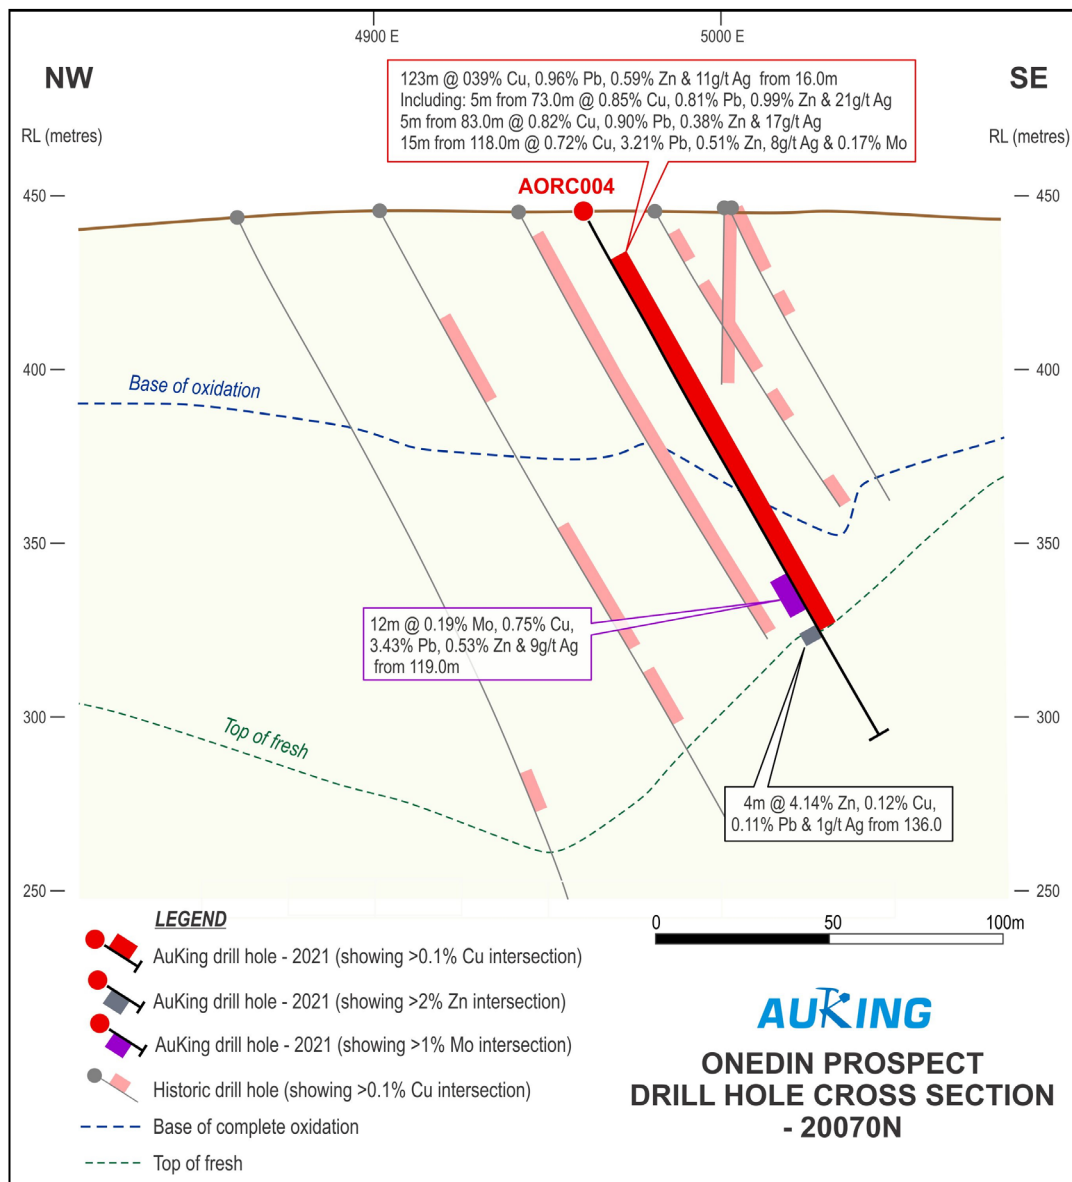 4900 E
5000 E
NW
SE
123m @ 039% Cu, 0.96% Pb, 0.59% Zn & 11g/t Ag from 16.0m
Including: 5m from 73.0m @ 0.85% Cu, 0.81% Pb, 0.99% Zn & 21g/t Ag
5m from 83.0m @ 0.82% Cu, 0.90% Pb, 0.38% Zn & 17g/t Ag
15m from 118.0m @ 0.72% Cu, 3.21% Pb, 0.51% Zn, 8g/t Ag & 0.17% Mo
RL (metres)
RL (metres)
AORC004
450
450
400
400
Base of oxidation
350
350
12m @ 0.19% Mo, 0.75% Cu,
3.43% Pb, 0.53% Zn & 9g/t Ag
from 119.0m
300
300
Top of fresh
4m @ 4.14% Zn, 0.12% Cu,
0.11% Pb & 1g/t Ag from 136.0
250
250
LEGEND
AuKing drill hole - 2021 (showing >0.1% Cu intersection)
AuKing drill hole - 2021 (showing >2% Zn intersection)
AuKing drill hole - 2021 (showing >1% Mo intersection)
Historic drill hole (showing >0.1% Cu intersection)
Base of complete oxidation
Top of fresh
0 50 100m
AUKING
ONEDIN PROSPECT
DRILL HOLE CROSS SECTION
- 20070N